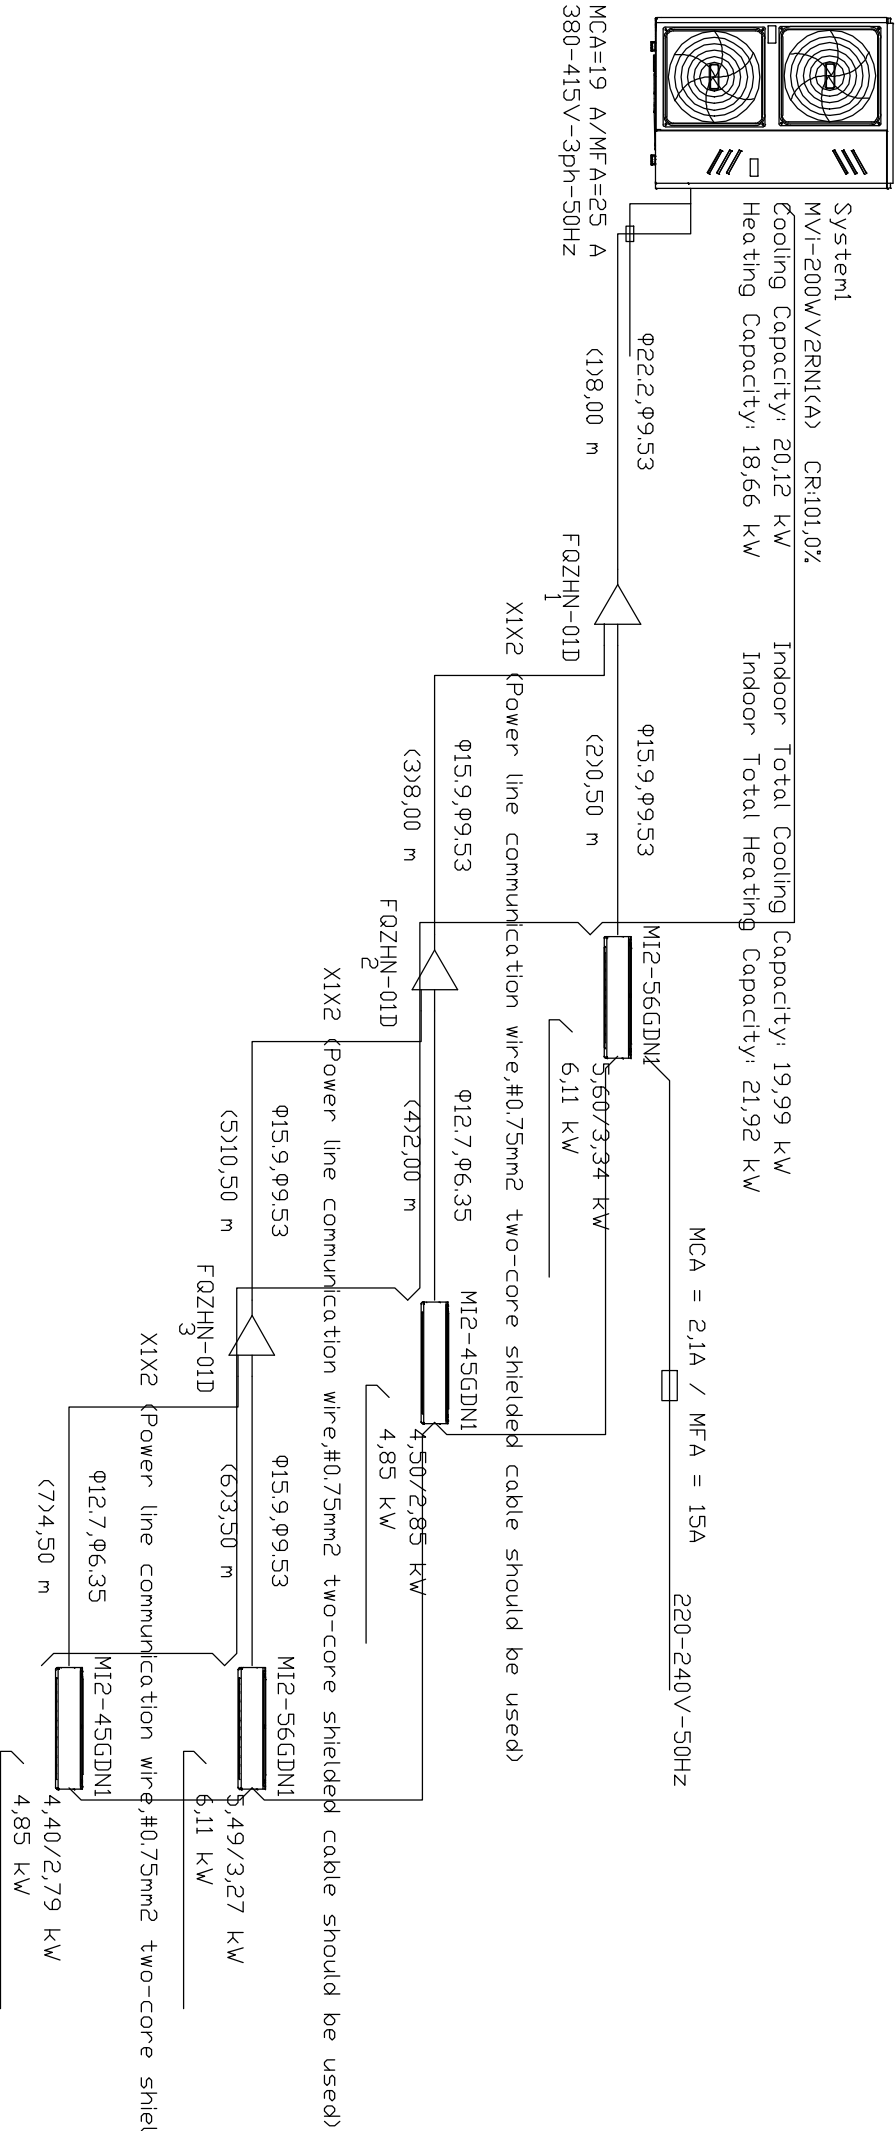 System1
MVi-200WV2RN1(A)   CR:101,0%
Cooling Capacity: 20,12 kW
Indoor Total Cooling Capacity: 19,99 kW
Heating Capacity: 18,66 kW
Indoor Total Heating Capacity: 21,92 kW
MCA=19 A/MFA=25 A
380-415V-3ph-50Hz
φ22.2,φ9.53
(1)8,00 m
FQZHN-01D
1
φ15.9,φ9.53
(2)0,50 m
MI2-56GDN1
5,60/3,34 kW
6,11 kW
MCA = 2,1A / MFA = 15A
220-240V-50Hz
X1X2 (Power line communication wire,#0.75mm2 two-core shielded cable should be used)
φ15.9,φ9.53
(3)8,00 m
FQZHN-01D
2
φ12.7,φ6.35
(4)2,00 m
MI2-45GDN1
4,50/2,85 kW
4,85 kW
X1X2 (Power line communication wire,#0.75mm2 two-core shielded cable should be used)
φ15.9,φ9.53
(5)10,50 m
FQZHN-01D
3
φ15.9,φ9.53
(6)3,50 m
MI2-56GDN1
5,49/3,27 kW
6,11 kW
X1X2 (Power line communication wire,#0.75mm2 two-core shiel
φ12.7,φ6.35
(7)4,50 m
MI2-45GDN1
4,40/2,79 kW
4,85 kW